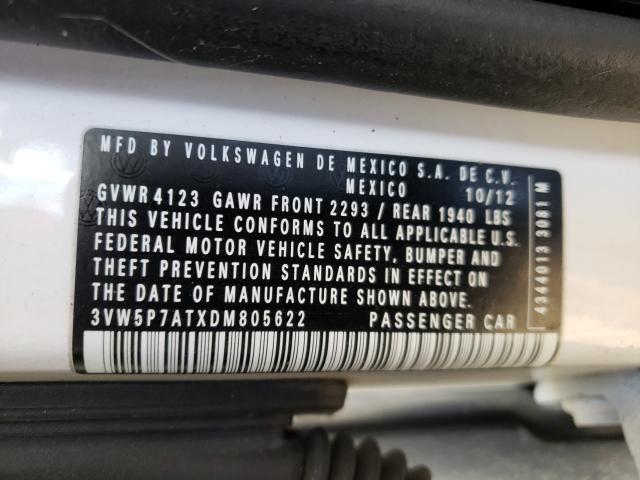 MFD BY VOLKSWAGEN DE MEXICO S.A. DE C.V.
MEXICO 10/12
GVWR 4123 GAWR FRONT 2293 / REAR 1940 LBS
THIS VEHICLE CONFORMS TO ALL APPLICABLE U.S.
FEDERAL MOTOR VEHICLE SAFETY, BUMPER AND
THEFT PREVENTION STANDARDS IN EFFECT ON
THE DATE OF MANUFACTURE SHOWN ABOVE.
3VW5P7ATXDM805622 PASSENGER CAR
4344013 3081 M